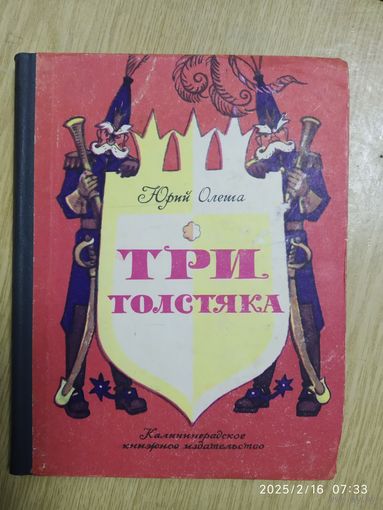 Юрий Олеша
ТРИ
ТОЛСТЯКА
Калининградское
книжное издательство
2025/2/16 07:33